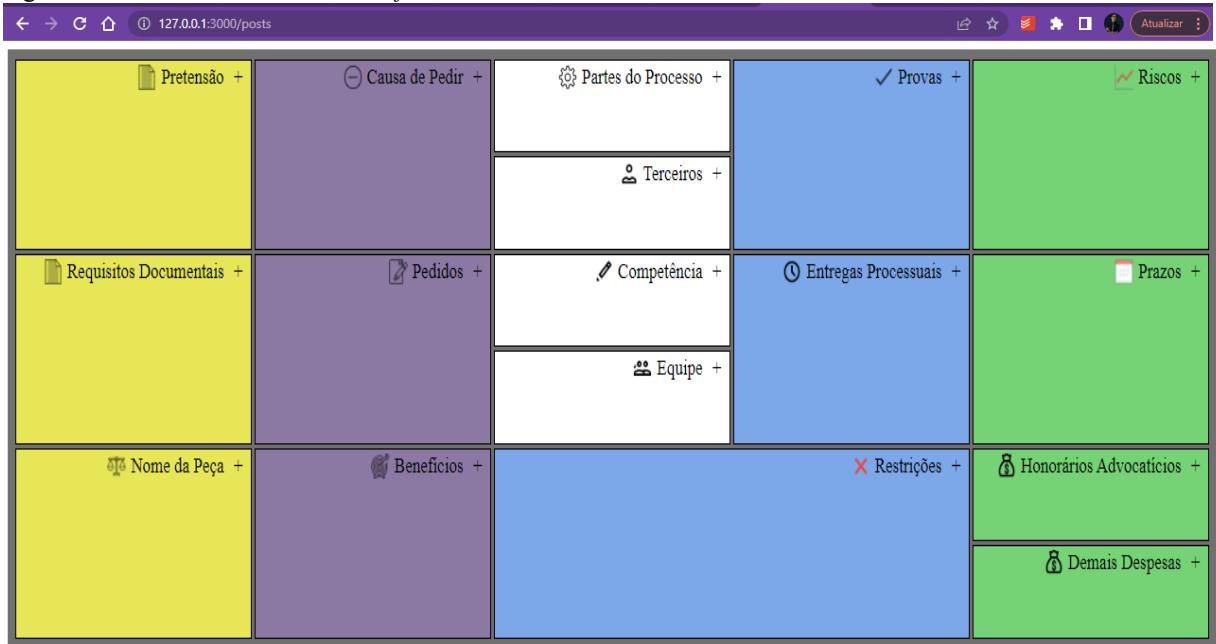 127.0.0.1:3000/posts
Atualizar
Pretensão +
Causa de Pedir +
Partes do Processo +
Provas +
Riscos +
Terceiros +
Requisitos Documentais +
Pedidos +
Competência +
Entregas Processuais +
Prazos +
Equipe +
Nome da Peça +
Benefícios +
Restrições +
Honorários Advocatícios +
Demais Despesas +